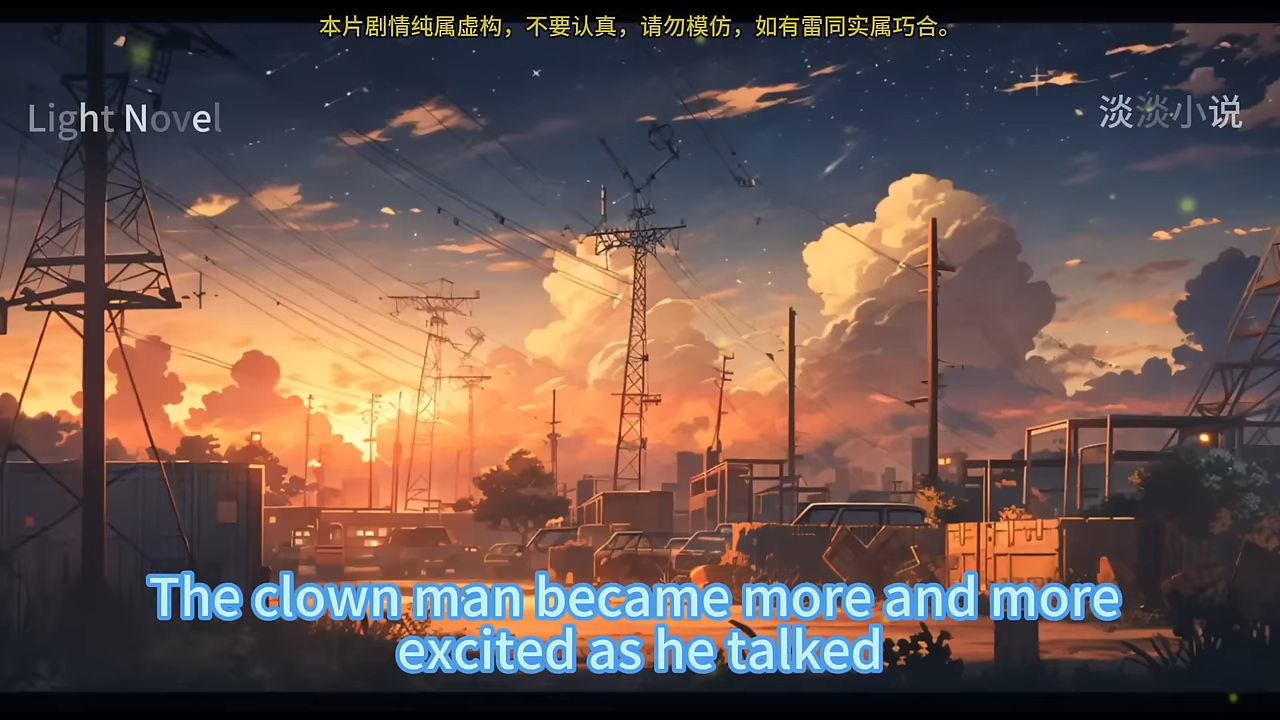 本片剧情纯属虚构，不要认真，请勿模仿，如有雷同实属巧合。
Light Novel
淡淡小说
The clown man became more and more
excited as he talked